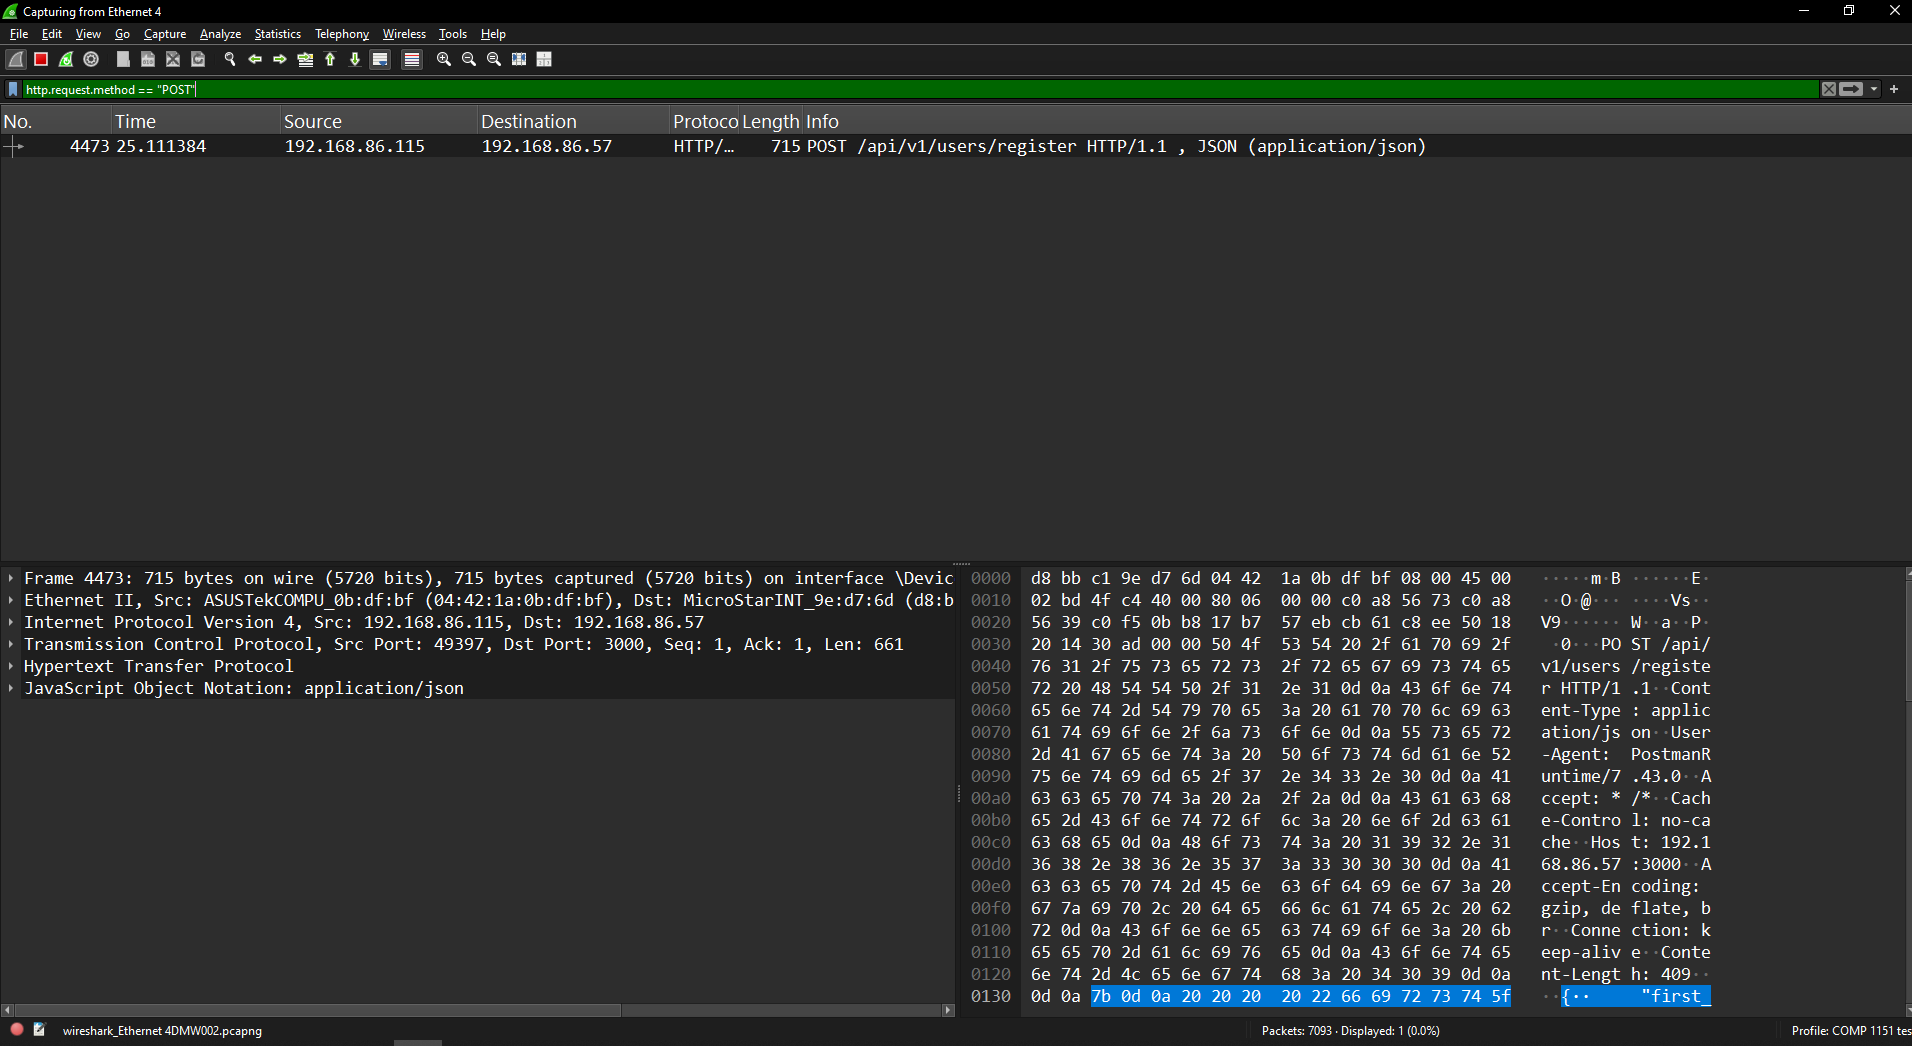 Capturing from Ethernet 4
File Edit View Go Capture Analyze Statistics Telephony Wireless Tools Help
http.request.method == "POST"
No. Time Source Destination Protoco Length Info
4473 25.111384 192.168.86.115 192.168.86.57 HTTP/… 715 POST /api/v1/users/register HTTP/1.1 , JSON (application/json)
Frame 4473: 715 bytes on wire (5720 bits), 715 bytes captured (5720 bits) on interface \Devic
Ethernet II, Src: ASUSTekCOMPU_0b:df:bf (04:42:1a:0b:df:bf), Dst: MicroStarINT_9e:d7:6d (d8:b
Internet Protocol Version 4, Src: 192.168.86.115, Dst: 192.168.86.57
Transmission Control Protocol, Src Port: 49397, Dst Port: 3000, Seq: 1, Ack: 1, Len: 661
Hypertext Transfer Protocol
JavaScript Object Notation: application/json
0000 d8 bb c1 9e d7 6d 04 42 1a 0b df bf 08 00 45 00 ·····m·B ······E·
0010 02 bd 4f c4 40 00 80 06 00 00 c0 a8 56 73 c0 a8 ··O·@··· ····Vs··
0020 56 39 c0 f5 0b b8 17 b7 57 eb cb 61 c8 ee 50 18 V9······ W··a··P·
0030 20 14 30 ad 00 00 50 4f 53 54 20 2f 61 70 69 2f ·0···PO ST /api/
0040 76 31 2f 75 73 65 72 73 2f 72 65 67 69 73 74 65 v1/users /registe
0050 72 20 48 54 54 50 2f 31 2e 31 0d 0a 43 6f 6e 74 r HTTP/1 .1··Cont
0060 65 6e 74 2d 54 79 70 65 3a 20 61 70 70 6c 69 63 ent-Type : applic
0070 61 74 69 6f 6e 2f 6a 73 6f 6e 0d 0a 55 73 65 72 ation/js on··User
0080 2d 41 67 65 6e 74 3a 20 50 6f 73 74 6d 61 6e 52 -Agent: PostmanR
0090 75 6e 74 69 6d 65 2f 37 2e 34 33 2e 30 0d 0a 41 untime/7 .43.0··A
00a0 63 63 65 70 74 3a 20 2a 2f 2a 0d 0a 43 61 63 68 ccept: * /*··Cach
00b0 65 2d 43 6f 6e 74 72 6f 6c 3a 20 6e 6f 2d 63 61 e-Contro l: no-ca
00c0 63 68 65 0d 0a 48 6f 73 74 3a 20 31 39 32 2e 31 che··Hos t: 192.1
00d0 36 38 2e 38 36 2e 35 37 3a 33 30 30 30 0d 0a 41 68.86.57 :3000··A
00e0 63 63 65 70 74 2d 45 6e 63 6f 64 69 6e 67 3a 20 ccept-En coding:
00f0 67 7a 69 70 2c 20 64 65 66 6c 61 74 65 2c 20 62 gzip, de flate, b
0100 72 0d 0a 43 6f 6e 6e 65 63 74 69 6f 6e 3a 20 6b r··Conne ction: k
0110 65 65 70 2d 61 6c 69 76 65 0d 0a 43 6f 6e 74 65 eep-aliv e··Conte
0120 6e 74 2d 4c 65 6e 67 74 68 3a 20 34 30 39 0d 0a nt-Lengt h: 409··
0130 0d 0a 7b 0d 0a 20 20 20 20 22 66 69 72 73 74 5f ··{·· "first_
wireshark_Ethernet 4DMW002.pcapng
Packets: 7093 · Displayed: 1 (0.0%)
Profile: COMP 1151 tes